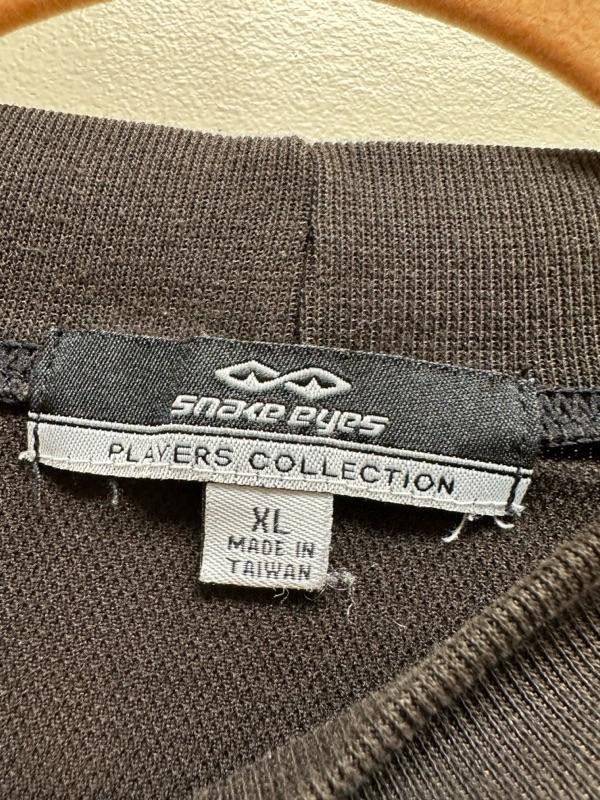 snake eyes
PLAYERS COLLECTION
XL
MADE IN
TAIWAN